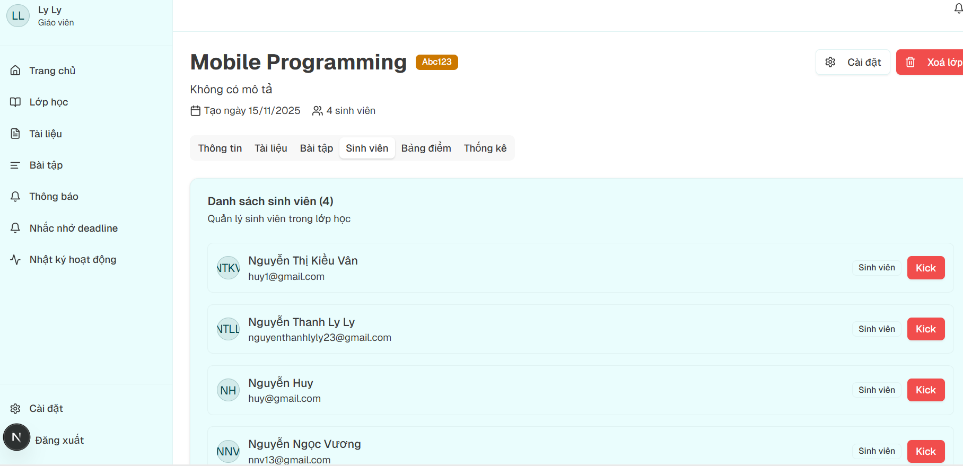 LL
Ly Ly
Giáo viên
Trang chủ
Lớp học
Tài liệu
Bài tập
Thông báo
Nhắc nhở deadline
Nhật ký hoạt động
Cài đặt
N
Đăng xuất
Mobile Programming Abc123
Cài đặt
Xoá lớp
Không có mô tả
Tạo ngày 15/11/2025 4 sinh viên
Thông tin Tài liệu Bài tập Sinh viên Bảng điểm Thống kê
Danh sách sinh viên (4)
Quản lý sinh viên trong lớp học
NTKV
Nguyễn Thị Kiều Vân
huy1@gmail.com
Sinh viên Kick
NTLL
Nguyễn Thanh Ly Ly
nguyenthanhlyly23@gmail.com
Sinh viên Kick
NH
Nguyễn Huy
huy@gmail.com
Sinh viên Kick
NNV
Nguyễn Ngọc Vương
nnv13@gmail.com
Sinh viên Kick